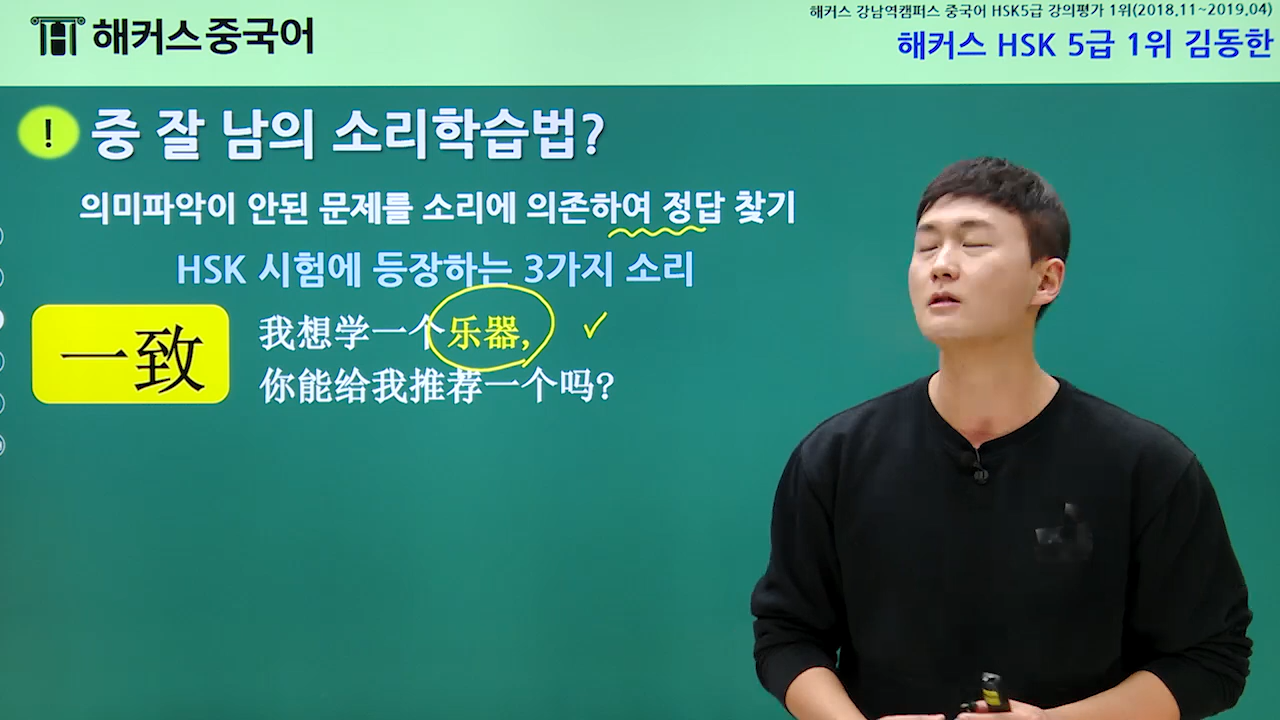 해커스중국어
해커스 강남역캠퍼스 중국어 HSK5급 강의평가 1위(2018.11~2019.04)
해커스 HSK 5급 1위 김동한
! 중 잘 남의 소리학습법?
의미파악이 안된 문제를 소리에 의존하여 정답 찾기
HSK 시험에 등장하는 3가지 소리
一致
我想学一个乐器,
你能给我推荐一个吗?